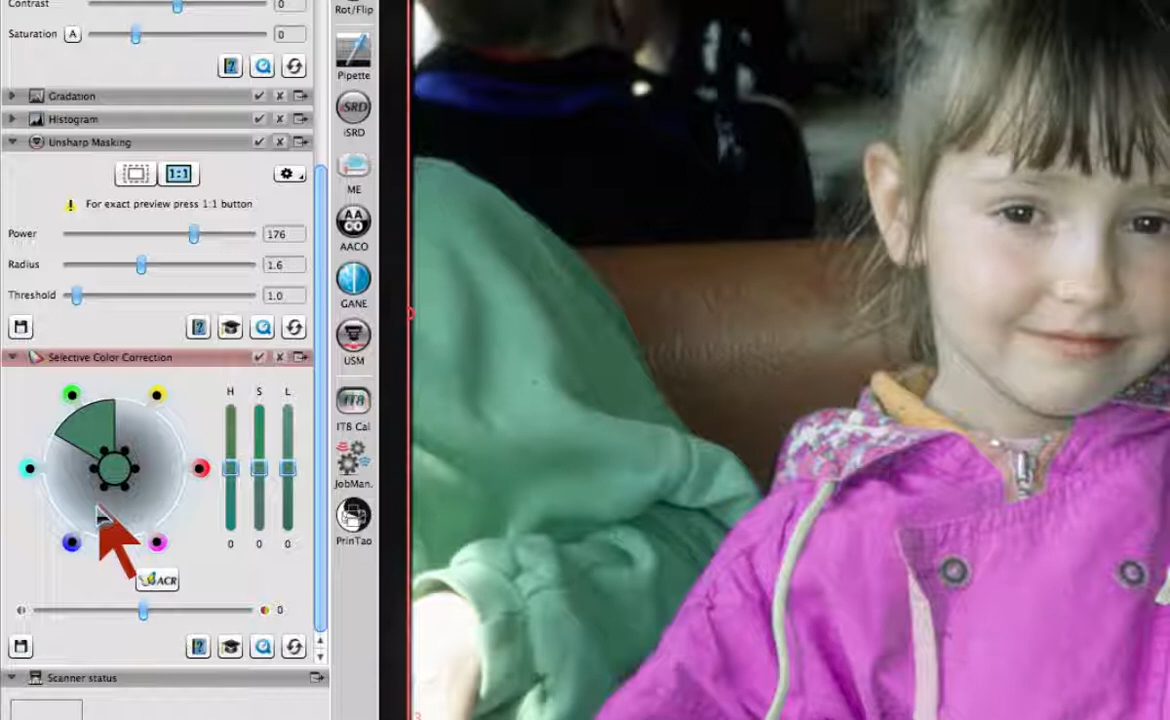 Contrast 0
Saturation A 0
Gradation
Histogram
Unsharp Masking
1:1
For exact preview press 1:1 button
Power 176
Radius 1.6
Threshold 1.0
Selective Color Correction
H S L
0 0 0
ACR
0
Scanner status
Rot/Flip
Pipette
iSRD
iSRD
ME
AACO
AACO
GANE
USM
IT8
IT8 Cal
JobMan.
PrinTao
3